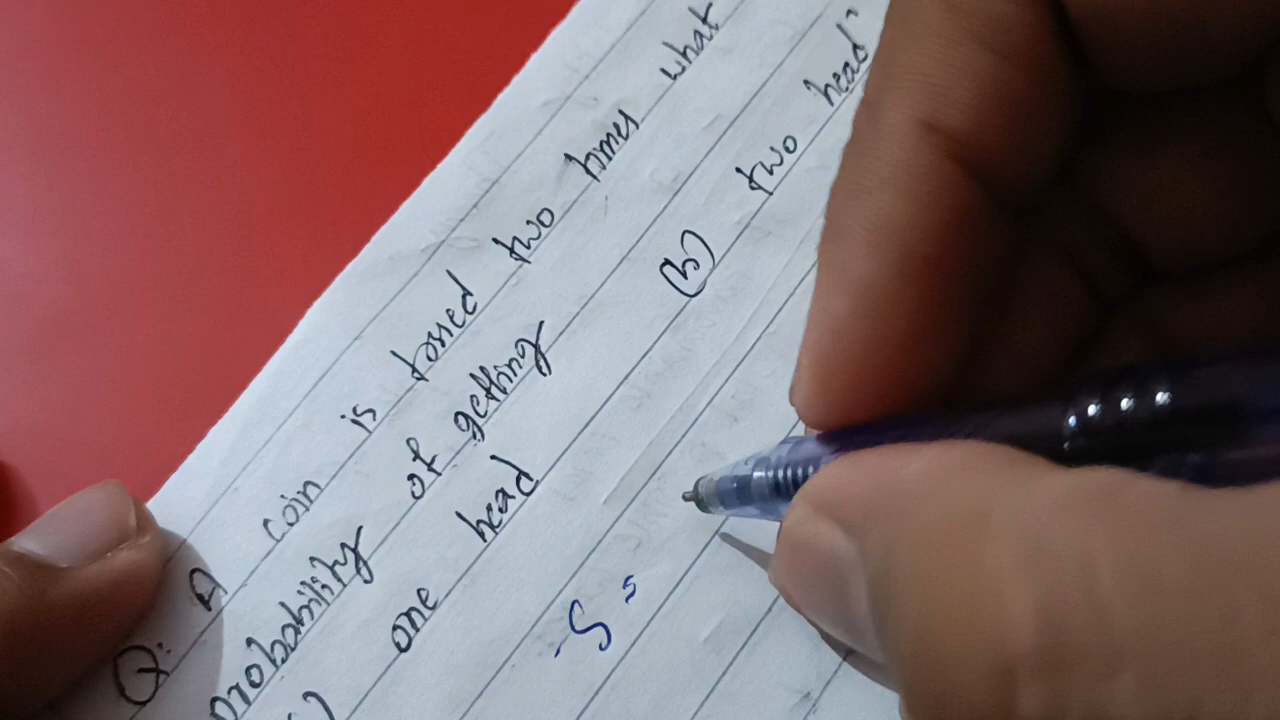 Q: A coin is tossed two times what
probability of getting
) one head (b) two head"
S =